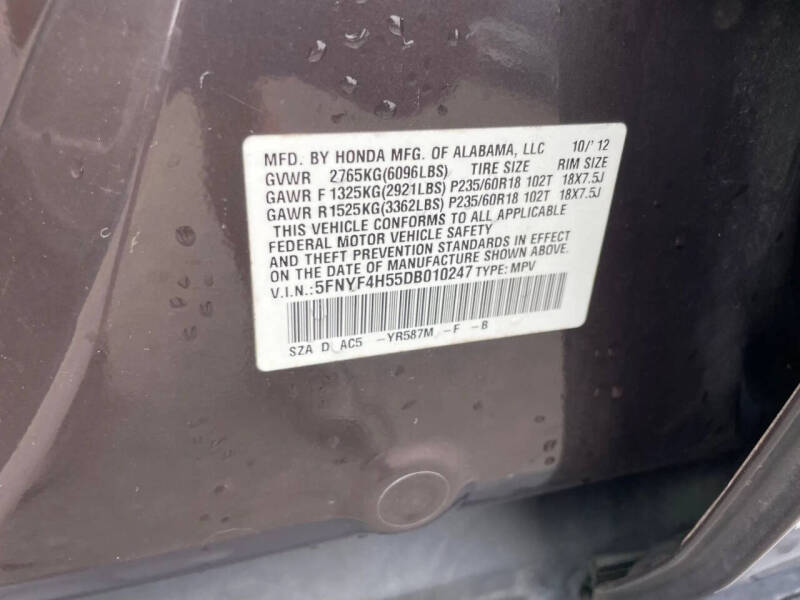 MFD. BY HONDA MFG. OF ALABAMA, LLC 10/'12
GVWR 2765KG(6096LBS) TIRE SIZE RIM SIZE
GAWR F 1325KG(2921LBS) P235/60R18 102T 18X7.5J
GAWR R 1525KG(3362LBS) P235/60R18 102T 18X7.5J
THIS VEHICLE CONFORMS TO ALL APPLICABLE
FEDERAL MOTOR VEHICLE SAFETY
AND THEFT PREVENTION STANDARDS IN EFFECT
ON THE DATE OF MANUFACTURE SHOWN ABOVE.
V.I.N.:5FNYF4H55DB010247 TYPE: MPV
SZA D AC5 -YR587M -F -B